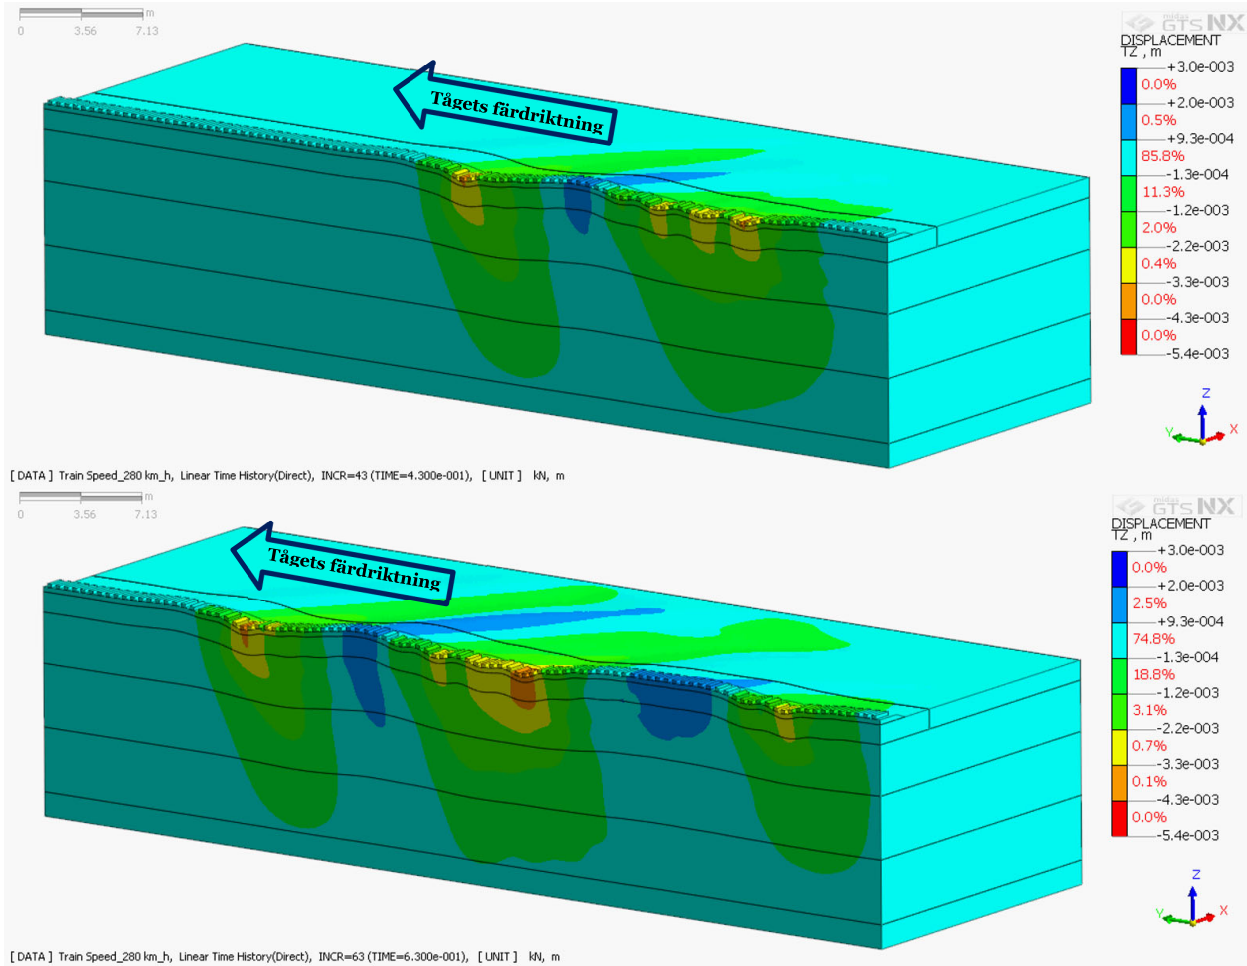 m
0 3.56 7.13
midas
GTS NX
DISPLACEMENT
TZ , m
+3.0e-003
0.0%
+2.0e-003
0.5%
+9.3e-004
85.8%
-1.3e-004
11.3%
-1.2e-003
2.0%
-2.2e-003
0.4%
-3.3e-003
0.0%
-4.3e-003
0.0%
-5.4e-003
Tågets färdriktning
Z
Y X
[ DATA ] Train Speed_280 km_h, Linear Time History(Direct), INCR=43 (TIME=4.300e-001), [ UNIT ] kN, m
m
0 3.56 7.13
midas
GTS NX
DISPLACEMENT
TZ , m
+3.0e-003
0.0%
+2.0e-003
2.5%
+9.3e-004
74.8%
-1.3e-004
18.8%
-1.2e-003
3.1%
-2.2e-003
0.7%
-3.3e-003
0.1%
-4.3e-003
0.0%
-5.4e-003
Tågets färdriktning
Z
Y X
[ DATA ] Train Speed_280 km_h, Linear Time History(Direct), INCR=63 (TIME=6.300e-001), [ UNIT ] kN, m